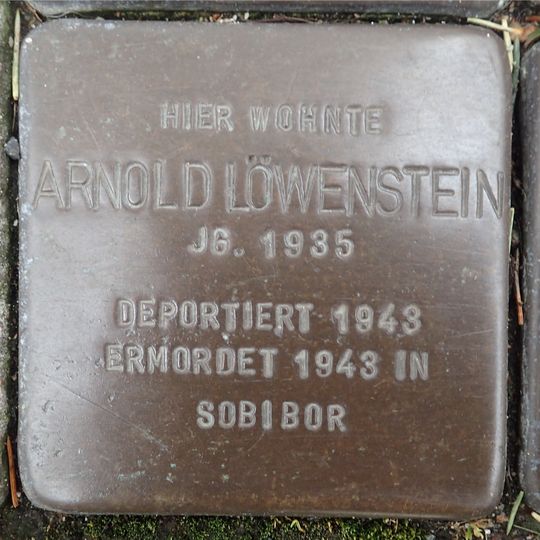 HIER WOHNTE
ARNOLD LÖWENSTEIN
JG. 1935
DEPORTIERT 1943
ERMORDET 1943 IN
SOBIBOR